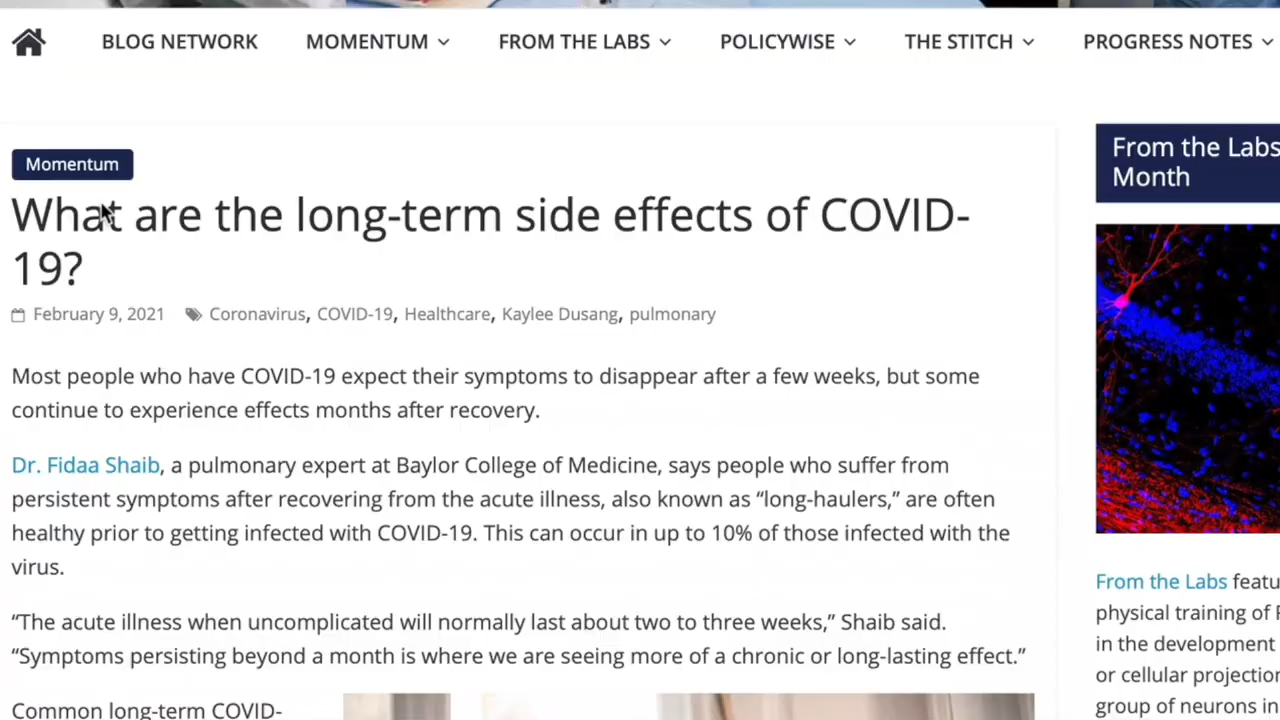 BLOG NETWORK MOMENTUM FROM THE LABS POLICYWISE THE STITCH PROGRESS NOTES
Momentum
What are the long-term side effects of COVID-
19?
February 9, 2021 Coronavirus, COVID-19, Healthcare, Kaylee Dusang, pulmonary
Most people who have COVID-19 expect their symptoms to disappear after a few weeks, but some
continue to experience effects months after recovery.
Dr. Fidaa Shaib, a pulmonary expert at Baylor College of Medicine, says people who suffer from
persistent symptoms after recovering from the acute illness, also known as “long-haulers,” are often
healthy prior to getting infected with COVID-19. This can occur in up to 10% of those infected with the
virus.
“The acute illness when uncomplicated will normally last about two to three weeks,” Shaib said.
“Symptoms persisting beyond a month is where we are seeing more of a chronic or long-lasting effect.”
Common long-term COVID-
From the Labs
Month
From the Labs
physical training of
in the development
or cellular
group of neurons in